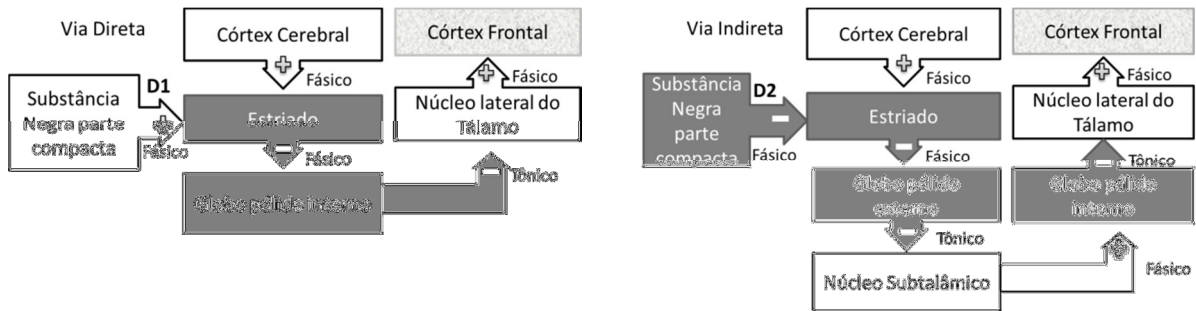 Via Direta
Córtex Cerebral
Córtex Frontal
Fásico
Fásico
D1
Substância
Negra parte
compacta
Fásico
Estriado
Núcleo lateral do
Tálamo
Fásico
Tônico
Globo pálido interno
Via Indireta
Córtex Cerebral
Córtex Frontal
Fásico
Fásico
Substância
Negra
parte
compacta
D2
Fásico
Estriado
Núcleo lateral do
Tálamo
Fásico
Tônico
Globo pálido
externo
Globo pálido
interno
Tônico
Fásico
Núcleo Subtalâmico